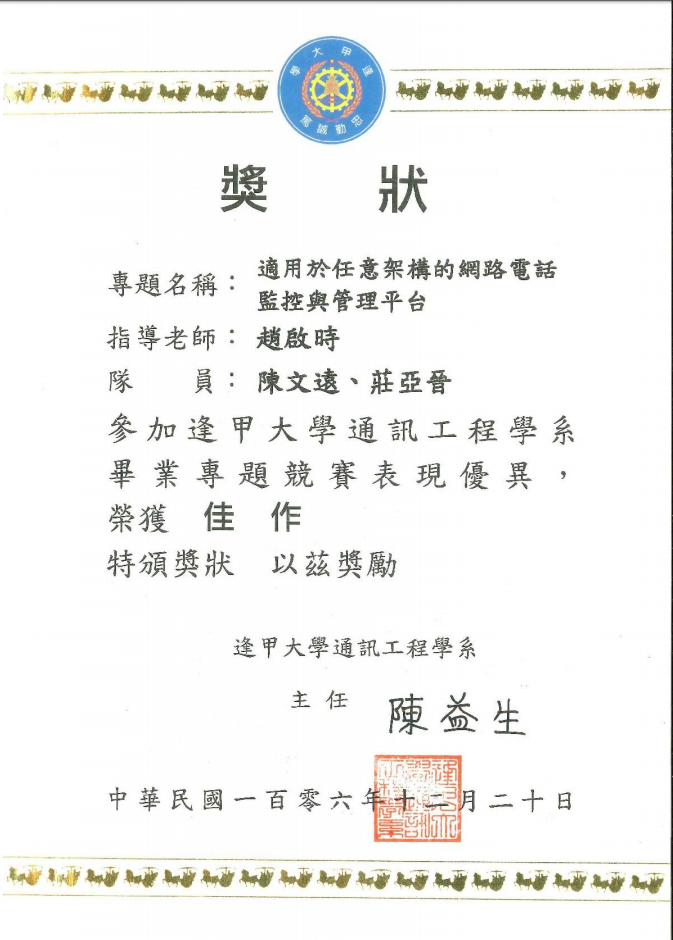 逢甲大學
忠勤誠篤
獎 狀
專題名稱：適用於任意架構的網路電話
監控與管理平台
指導老師：趙啟時
隊 員：陳文遠、莊亞晉
參加逢甲大學通訊工程學系
畢業專題競賽表現優異，
榮獲 佳 作
特頒獎狀 以茲獎勵
逢甲大學通訊工程學系
主任 陳益生
中華民國一百零六年十二月二十日